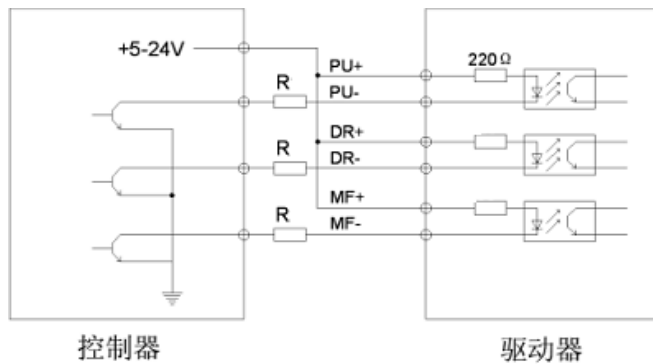 +5-24V
PU+
220Ω
R
PU-
DR+
R
DR-
MF+
R
MF-
控制器
驱动器